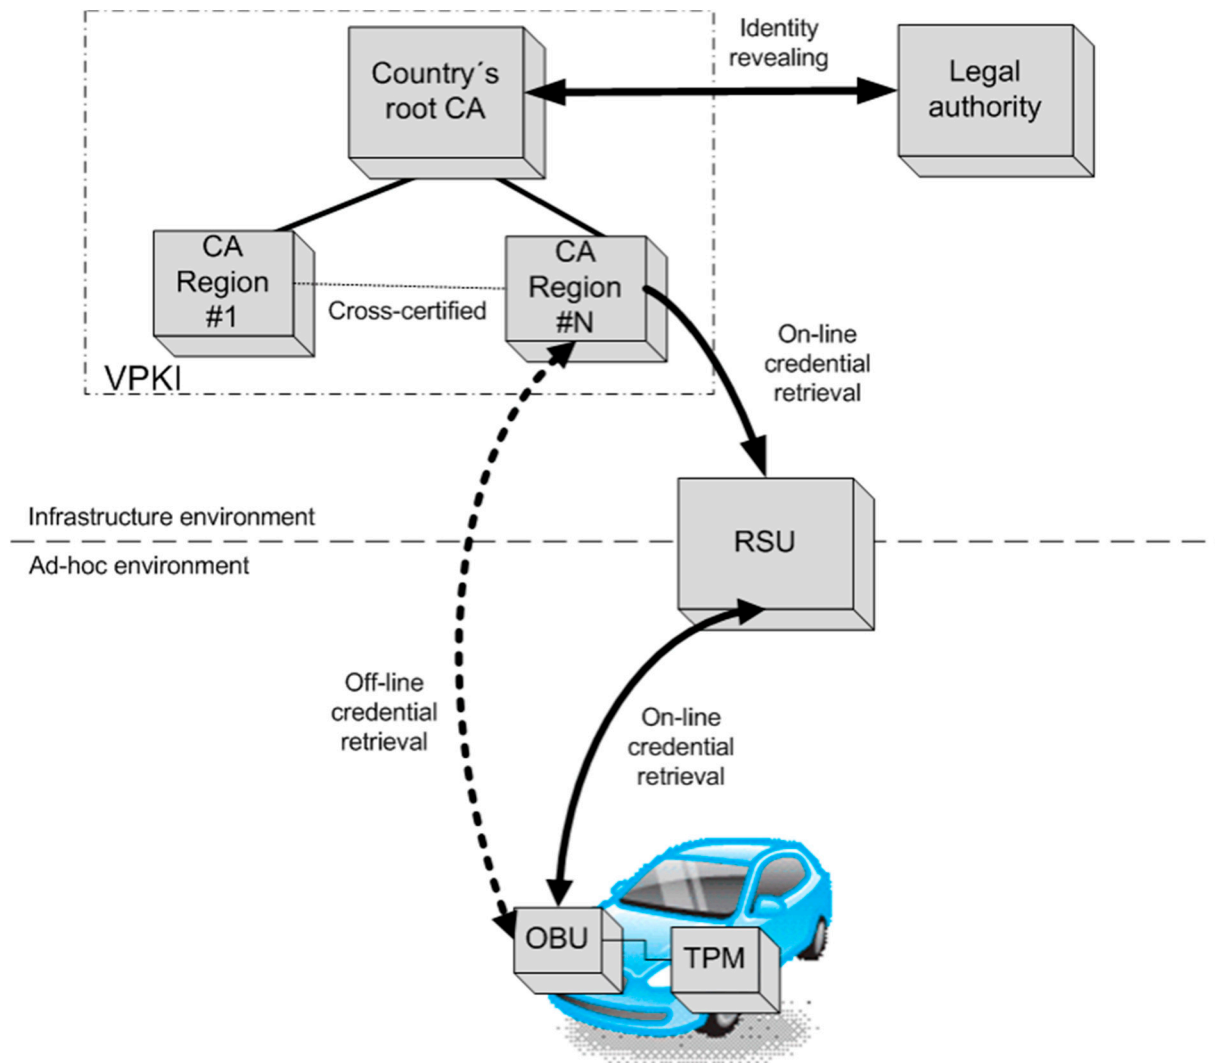 Identity
revealing
Country´s
root CA
Legal
authority
CA
Region
#1
Cross-certified
CA
Region
#N
VPKI
On-line
credential
retrieval
Infrastructure environment
RSU
Ad-hoc environment
Off-line
credential
retrieval
On-line
credential
retrieval
OBU
TPM